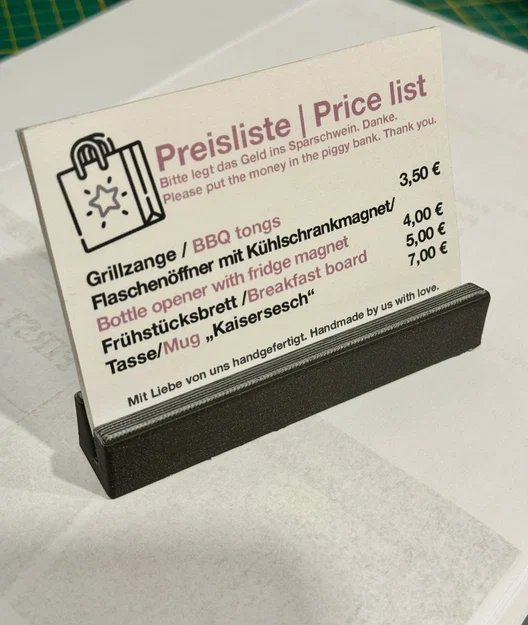 Preisliste | Price list
Bitte legt das Geld ins Sparschwein. Danke.
Please put the money in the piggy bank. Thank you.
Grillzange / BBQ tongs 3,50 €
Flaschenöffner mit Kühlschrankmagnet/
Bottle opener with fridge magnet 4,00 €
Frühstücksbrett /Breakfast board 5,00 €
Tasse/Mug „Kaisersesch“ 7,00 €
Mit Liebe von uns handgefertigt. Handmade by us with love.